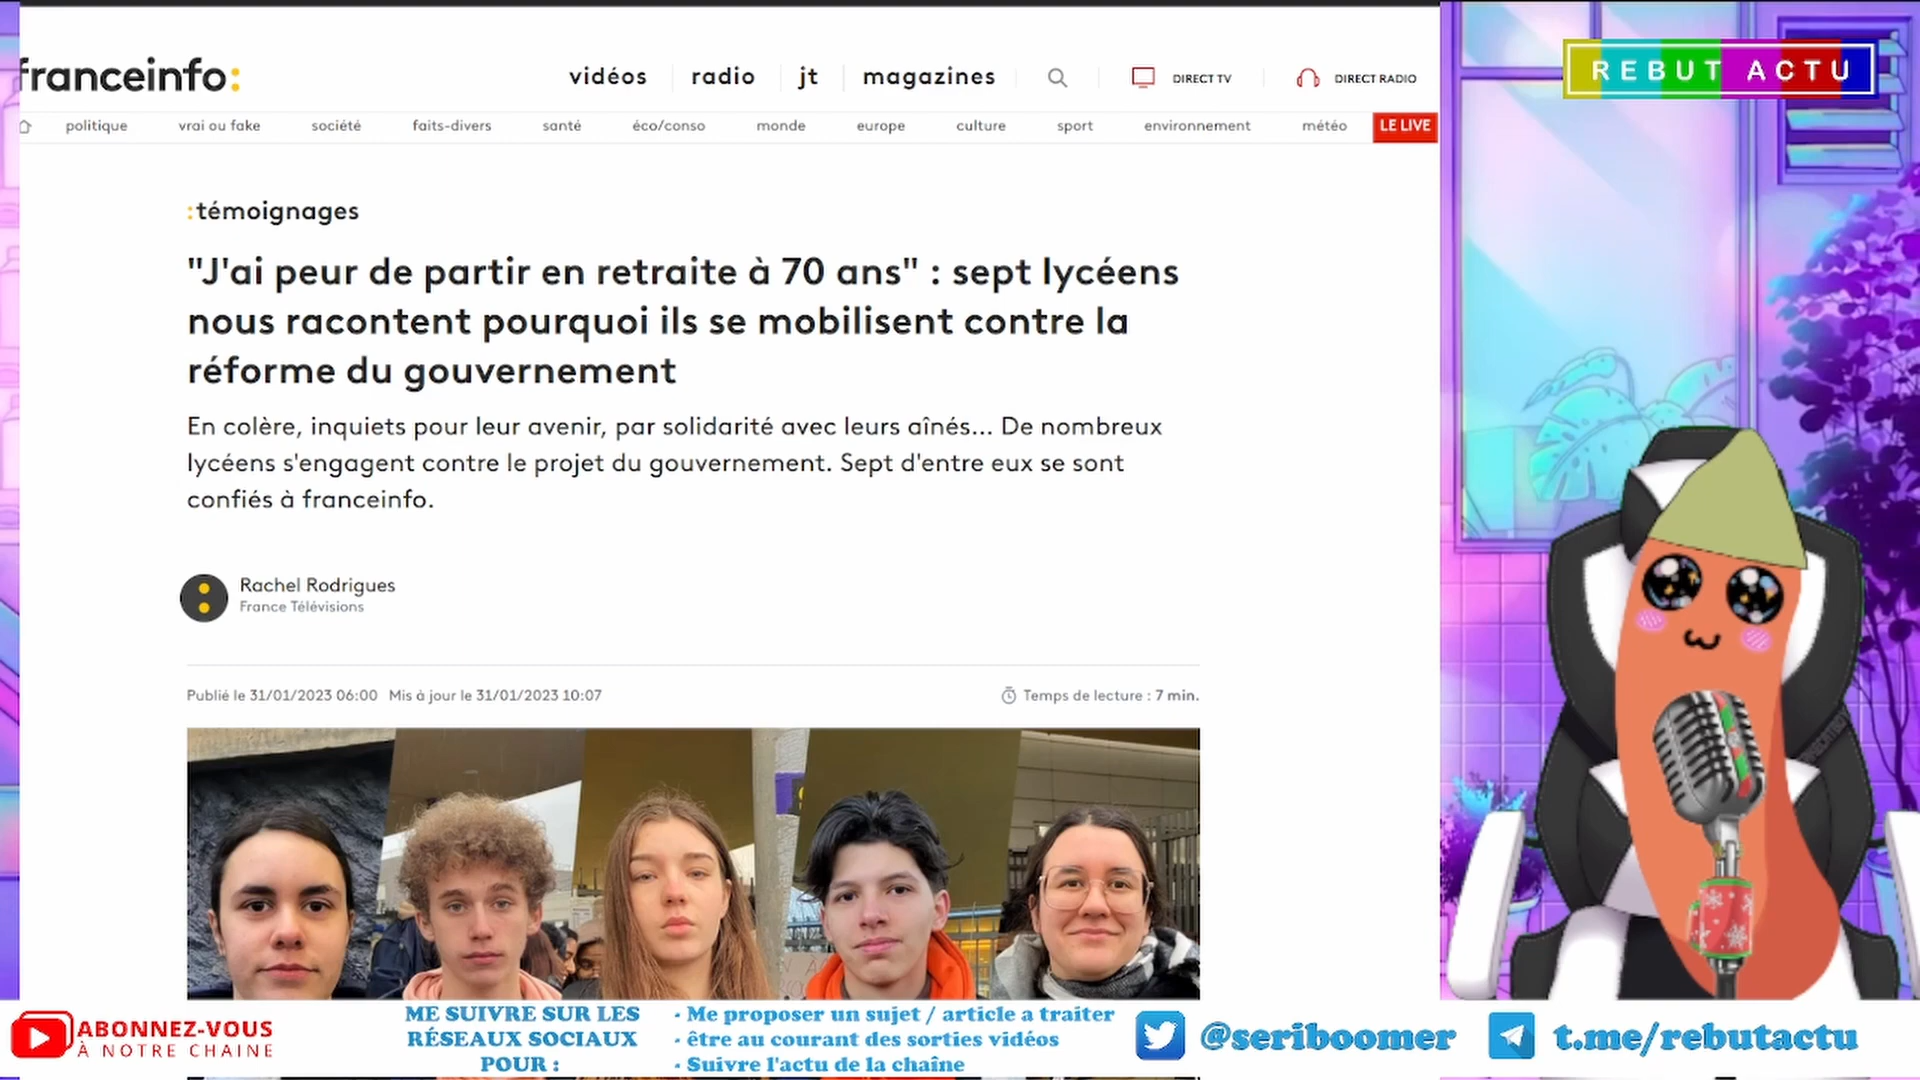 franceinfo:
vidéos radio jt magazines DIRECT TV DIRECT RADIO
politique vrai ou fake société faits-divers santé éco/conso monde europe culture sport environnement météo LE LIVE
REBUT ACTU
:témoignages
"J'ai peur de partir en retraite à 70 ans" : sept lycéens
nous racontent pourquoi ils se mobilisent contre la
réforme du gouvernement
En colère, inquiets pour leur avenir, par solidarité avec leurs aînés... De nombreux
lycéens s'engagent contre le projet du gouvernement. Sept d'entre eux se sont
confiés à franceinfo.
Rachel Rodrigues
France Télévisions
Publié le 31/01/2023 06:00 Mis à jour le 31/01/2023 10:07
Temps de lecture : 7 min.
ABONNEZ-VOUS
À NOTRE CHAINE
ME SUIVRE SUR LES
RÉSEAUX SOCIAUX
POUR :
- Me proposer un sujet / article a traiter
- être au courant des sorties vidéos
- Suivre l'actu de la chaîne
@seriboomer
t.me/rebutactu